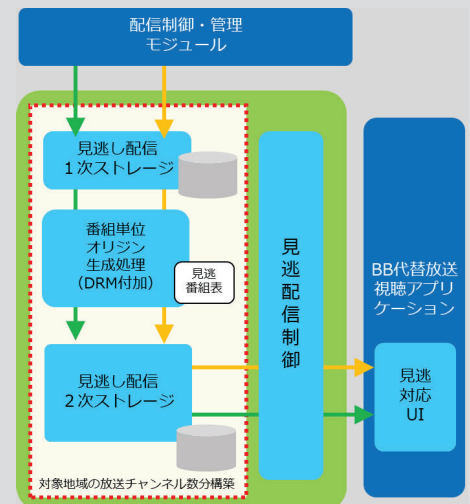 配信制御・管理
モジュール
見逃し配信
１次ストレージ
番組単位
オリジン
生成処理
（DRM付加）
見逃
番組表
見逃し配信
２次ストレージ
対象地域の放送チャンネル数分構築
見逃配信制御
BB代替放送
視聴アプリ
ケーション
見逃
対応
UI